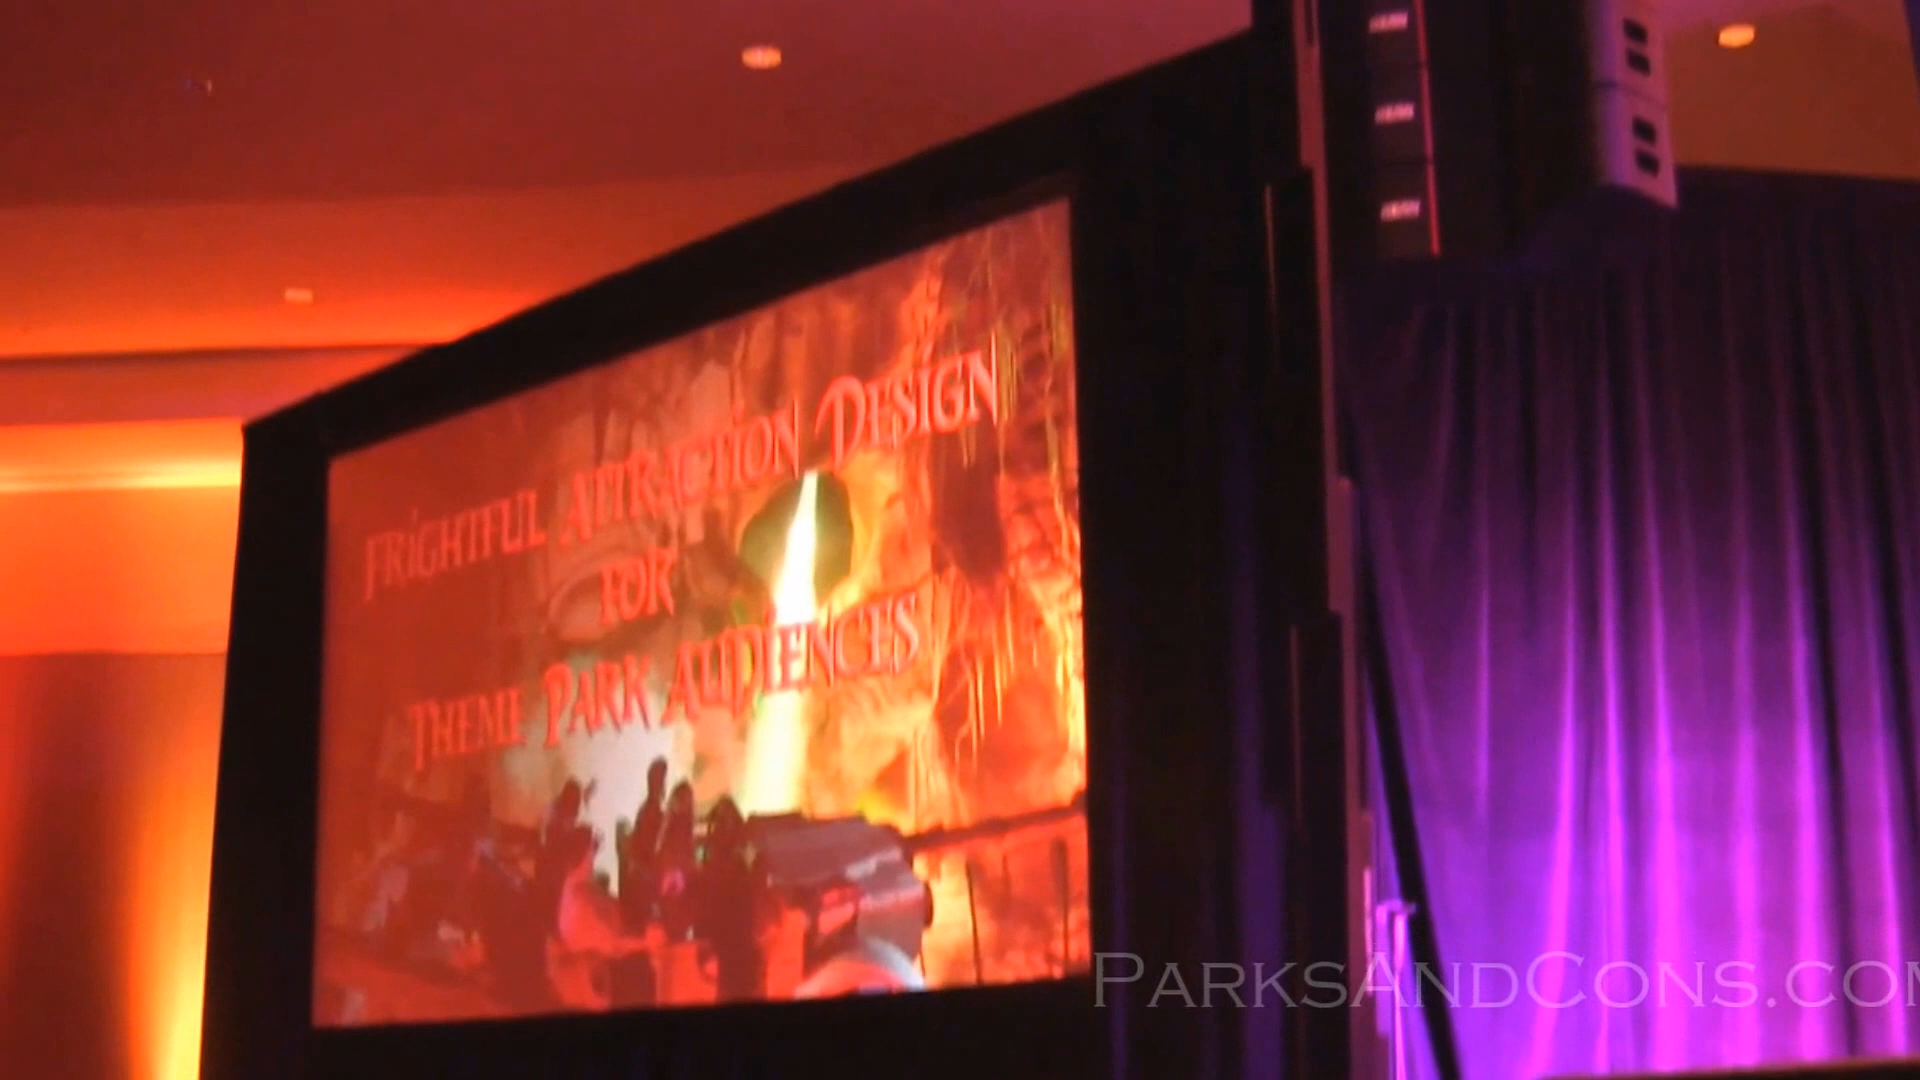 Frightful Attraction Design
for
Theme Park Audiences
ParksAndCons.com